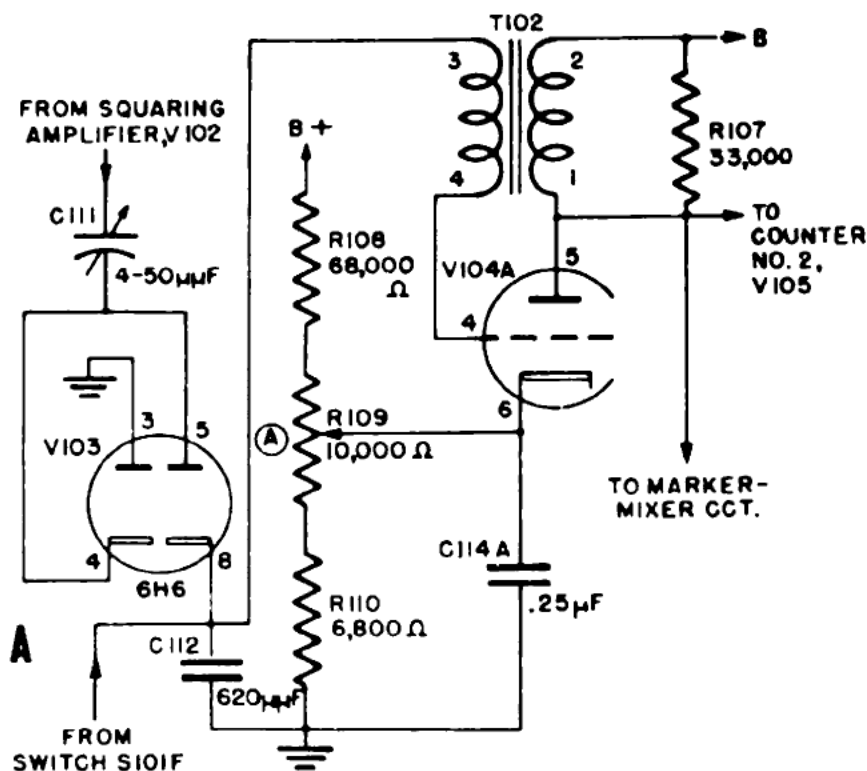 T102
3
2
B
FROM SQUARING
AMPLIFIER, V102
B +
R107
33,000
4
1
C111
R108
68,000
Ω
TO
COUNTER
NO. 2,
V105
4-50μμF
V104A
5
4
3
5
6
V103
A
R109
10,000 Ω
TO MARKER-
MIXER CCT.
4
8
6H6
C114A
.25μF
R110
6,800 Ω
A
C112
620μμF
FROM
SWITCH S101F